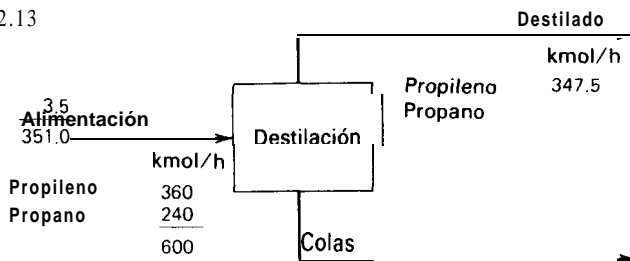 2.13
Destilado
kmol/h
Propileno 347.5
Propano
3.5
Alimentación
351.0
Destilación
kmol/h
Propileno 360
Propano 240
600
Colas